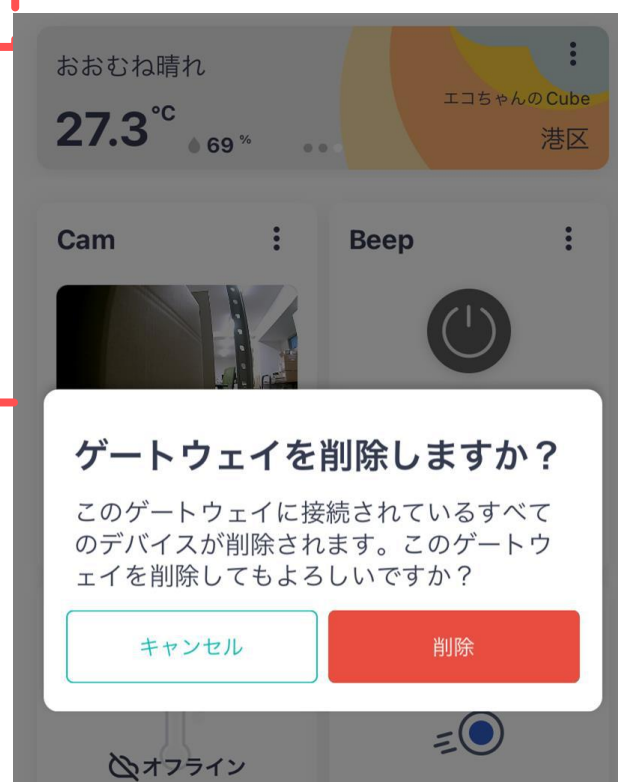 おおむね晴れ
27.3°C
69 %
エコちゃんのCube
港区
Cam
Beep
ゲートウェイを削除しますか？
このゲートウェイに接続されているすべて
のデバイスが削除されます。このゲートウ
ェイを削除してもよろしいですか？
キャンセル
削除
オフライン